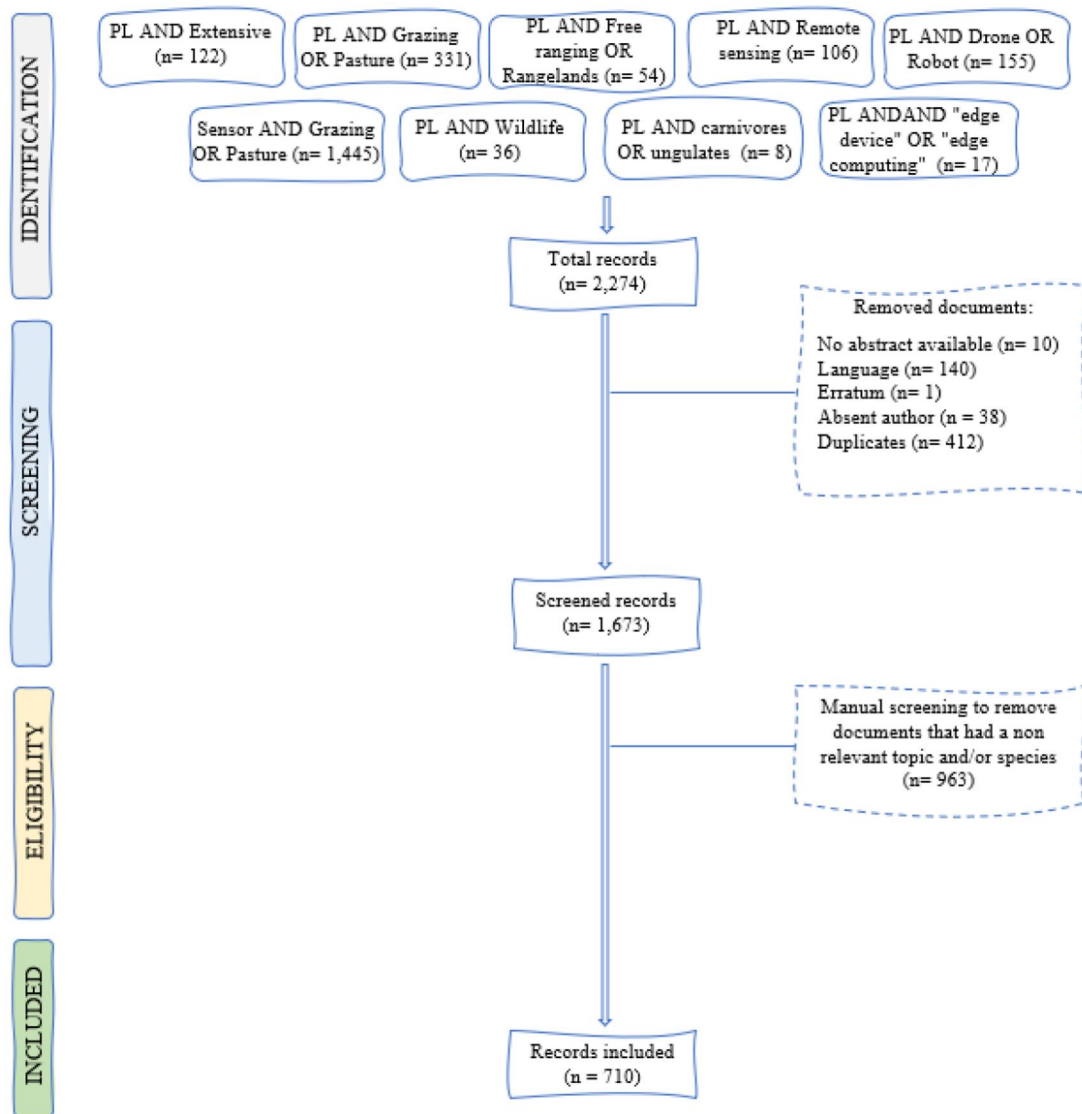 IDENTIFICATION
PL AND Extensive
(n= 122)
PL AND Grazing
OR Pasture (n= 331)
PL AND Free
ranging OR
Rangelands (n= 54)
PL AND Remote
sensing (n= 106)
PL AND Drone OR
Robot (n= 155)
Sensor AND Grazing
OR Pasture (n= 1,445)
PL AND Wildlife
(n= 36)
PL AND carnivores
OR ungulates (n= 8)
PL ANDAND "edge
device" OR "edge
computing" (n= 17)
Total records
(n= 2,274)
SCREENING
Removed documents:
No abstract available (n= 10)
Language (n= 140)
Erratum (n= 1)
Absent author (n = 38)
Duplicates (n= 412)
Screened records
(n= 1,673)
ELIGIBILITY
Manual screening to remove
documents that had a non
relevant topic and/or species
(n= 963)
INCLUDED
Records included
(n = 710)